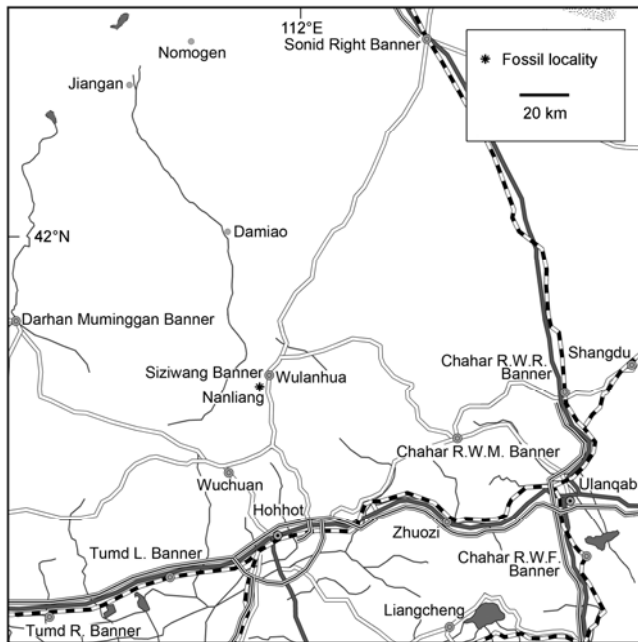 112°E
Nomogen
Sonid Right Banner
Jiangan
Fossil locality
20 km
42°N
Damiao
Darhan Muminggan Banner
Siziwang Banner
Wulanhua
Nanliang
Chahar R.W.R.
Banner
Shangdu
Chahar R.W.M. Banner
Wuchuan
Hohhot
Ulanqab
Zhuozi
Tumd L. Banner
Chahar R.W.F.
Banner
Tumd R. Banner
Liangcheng